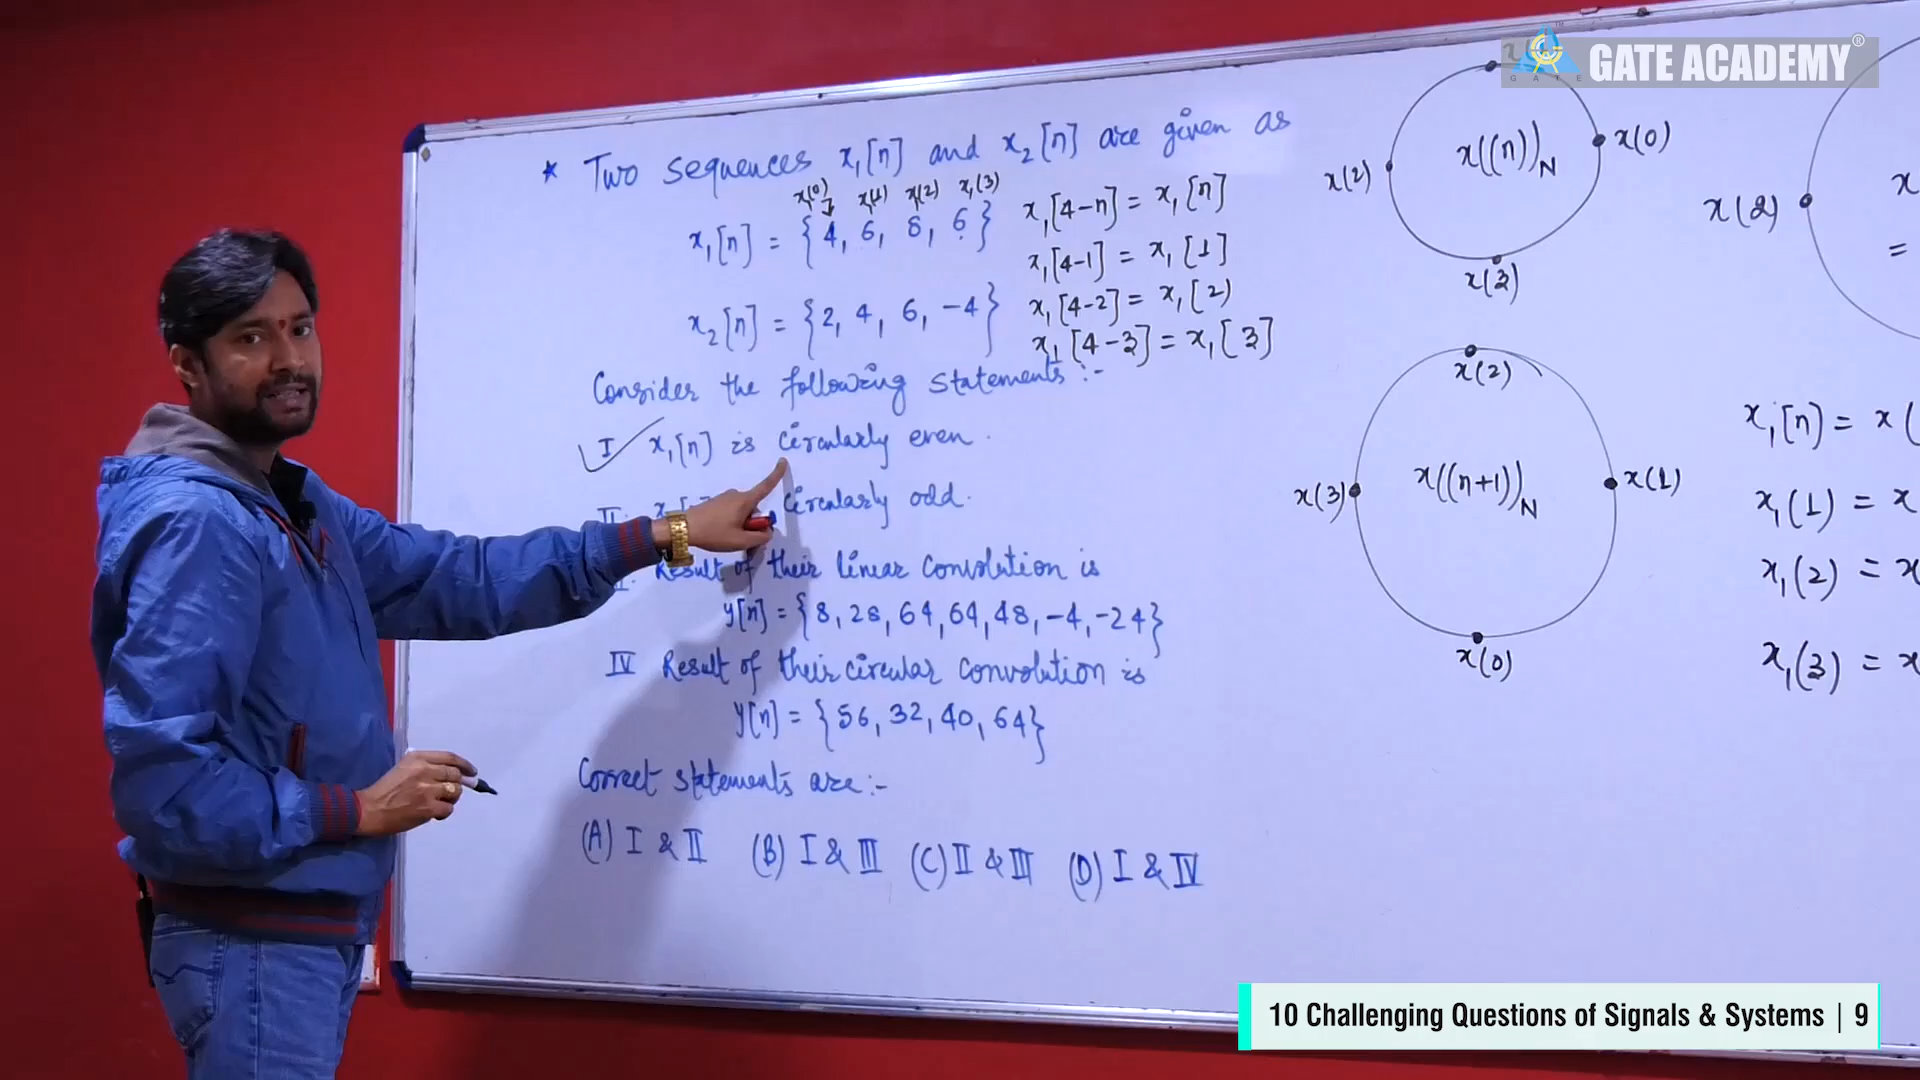 GATE ACADEMY®
GATE
* Two sequences x₁[n] and x₂[n] are given as
x₁(0) x₁(1) x₁(2) x₁(3)
x₁[n] = {4, 6, 8, 6}
x₂[n] = {2, 4, 6, -4}
x₁[4-n] = x₁[n]
x₁[4-1] = x₁[1]
x₁[4-2] = x₁[2)
x₁[4-3] = x₁[3]
Consider the following statements :-
I x₁[n] is circularly even.
II. circularly odd.
Result of their linear convolution is
y[n] = {8, 28, 64, 64, 48, -4, -24}
IV Result of their circular convolution is
y[n] = {56, 32, 40, 64}
Correct statements are :-
(A) I & II (B) I & III (C) II & III (D) I & IV
x(0)
x((n))N
x(2)
x(3)
x(2)
x((n+1))N
x(3)
x(1)
x(0)
x(2)
x
=
x₁[n] = x(
x₁(1) = x
x₁(2) = x
x₁(3) = x
10 Challenging Questions of Signals & Systems | 9